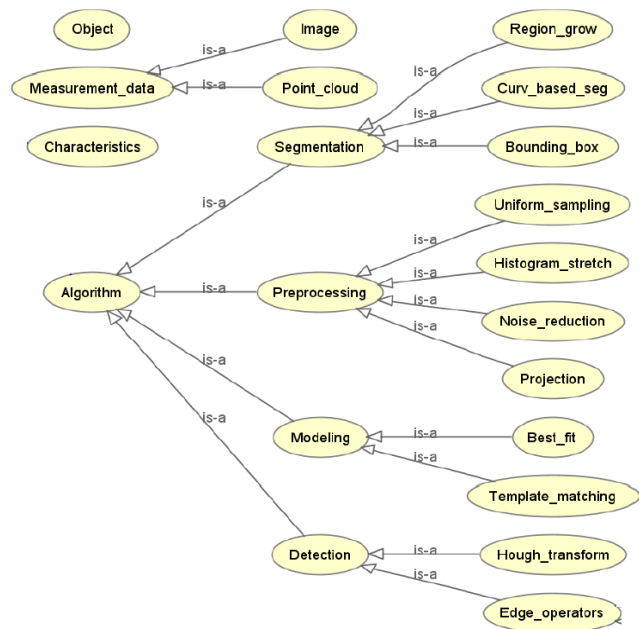 Object
Image
Region_grow
is-a
is-a
Measurement_data
is-a
Point_cloud
Curv_based_seg
is-a
Characteristics
Segmentation
is-a
Bounding_box
is-a
Uniform_sampling
is-a
Histogram_stretch
is-a
Algorithm
is-a
Preprocessing
is-a
Noise_reduction
is-a
Projection
is-a
is-a
Modeling
is-a
Best_fit
is-a
Template_matching
Detection
is-a
Hough_transform
is-a
Edge_operators